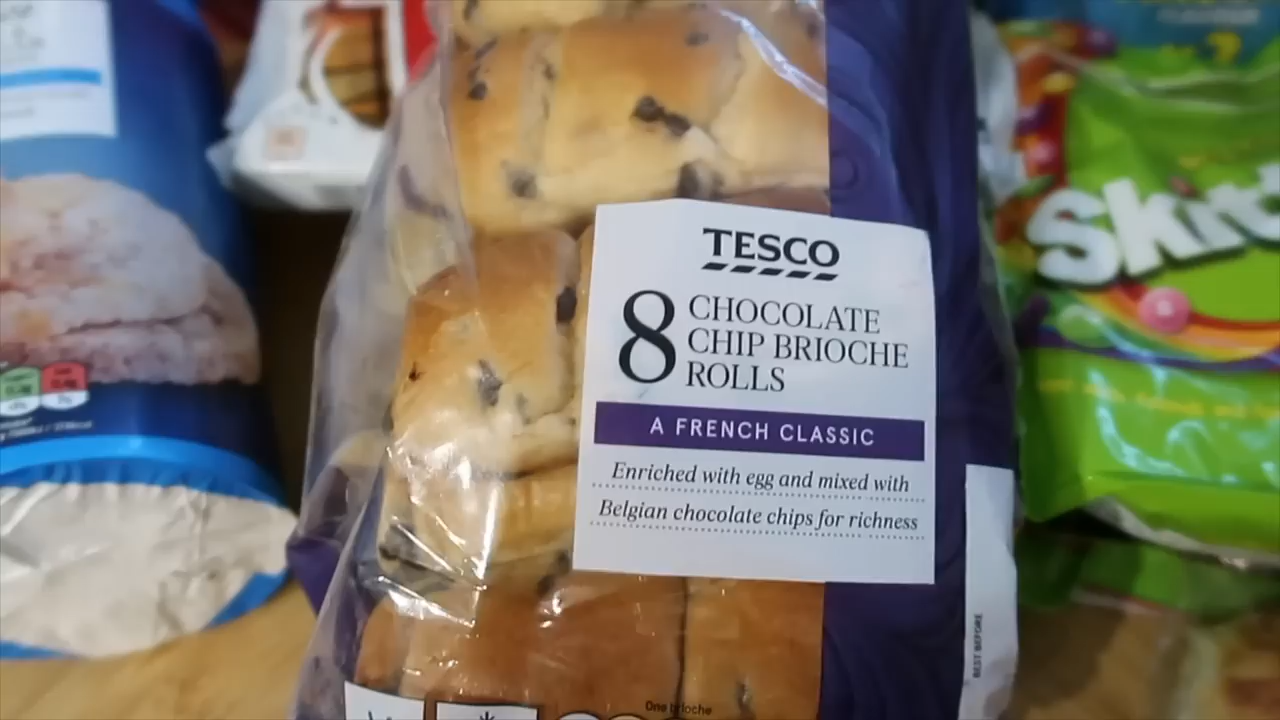 TESCO
8 CHOCOLATE
CHIP BRIOCHE
ROLLS
A FRENCH CLASSIC
Enriched with egg and mixed with
Belgian chocolate chips for richness
BEST BEFORE
One brioche
Skit